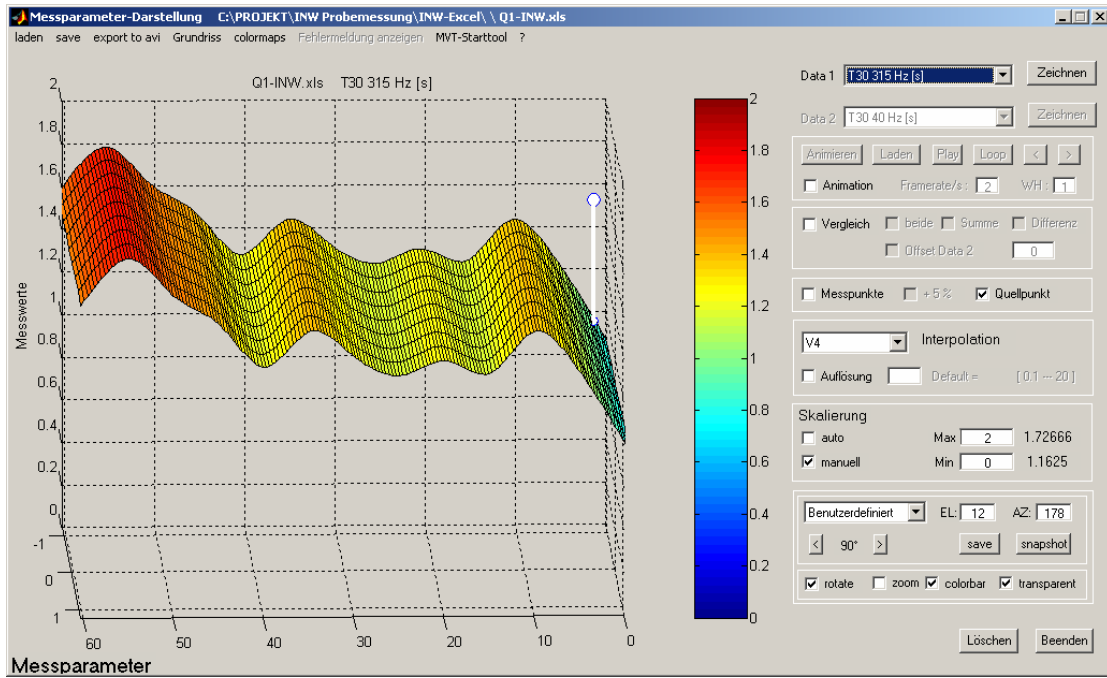 Messparameter-Darstellung C:\PROJEKT\INW Probemessung\INW-Excel\ \ Q1-INW.xls
laden save export to avi Grundriss colormaps Fehlermeldung anzeigen MVT-Starttool ?
Q1-INW.xls T30 315 Hz [s]
2
1.8
1.6
1.4
1.2
1
0.8
0.6
0.4
0.2
0
Messwerte
-1
0
1
60 50 40 30 20 10 0
Messparameter
2
1.8
1.6
1.4
1.2
1
0.8
0.6
0.4
0.2
0
Data 1 T30 315 Hz [s] Zeichnen
Data 2 T30 40 Hz [s] Zeichnen
Animieren Laden Play Loop < >
Animation Framerate/s : 2 WH : 1
Vergleich beide Summe Differenz
Offset Data 2 0
Messpunkte + 5 % Quellpunkt
V4 Interpolation
Auflösung Default = [ 0.1 --- 20 ]
Skalierung
auto Max 2 1.72666
manuell Min 0 1.1625
Benutzerdefiniert EL: 12 AZ: 178
< 90° > save snapshot
rotate zoom colorbar transparent
Löschen Beenden